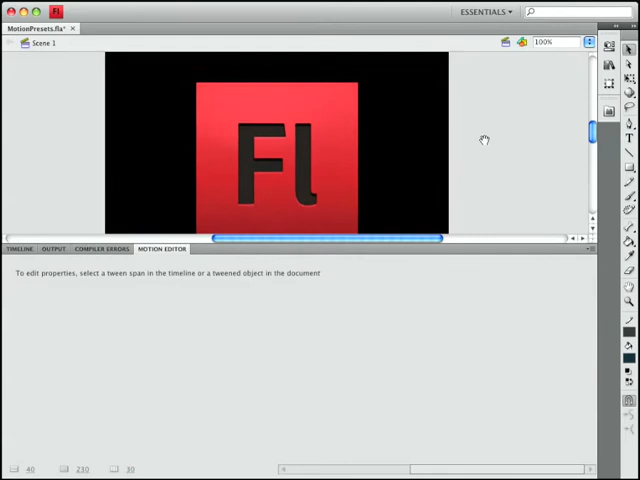 Fl
ESSENTIALS
MotionPresets.fla* ×
Scene 1
100%
Fl
TIMELINE OUTPUT COMPILER ERRORS MOTION EDITOR
To edit properties, select a tween span in the timeline or a tweened object in the document
40 230 30